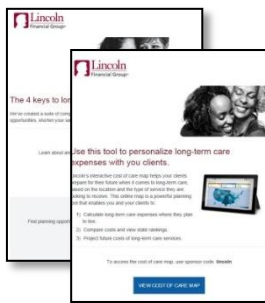 Lincoln
Financial Group®
The 4 keys to lon
We've created a suite of comp
opportunities, shorten your se
Learn about an
Find planning opport
Lincoln
Financial Group®
Use this tool to personalize long-term care
expenses with you clients.
Lincoln's interactive cost of care map helps your clients
prepare for their future when it comes to long-term care,
based on the location and the type of service they are
looking to receive. This online map is a powerful planning
tool that enables you and your clients to:
1) Calculate long-term care expenses where they plan
to live.
2) Compare costs and view state rankings.
3) Project future costs of long-term care services.
To access the cost of care map, use sponsor code lincoln
VIEW COST OF CARE MAP